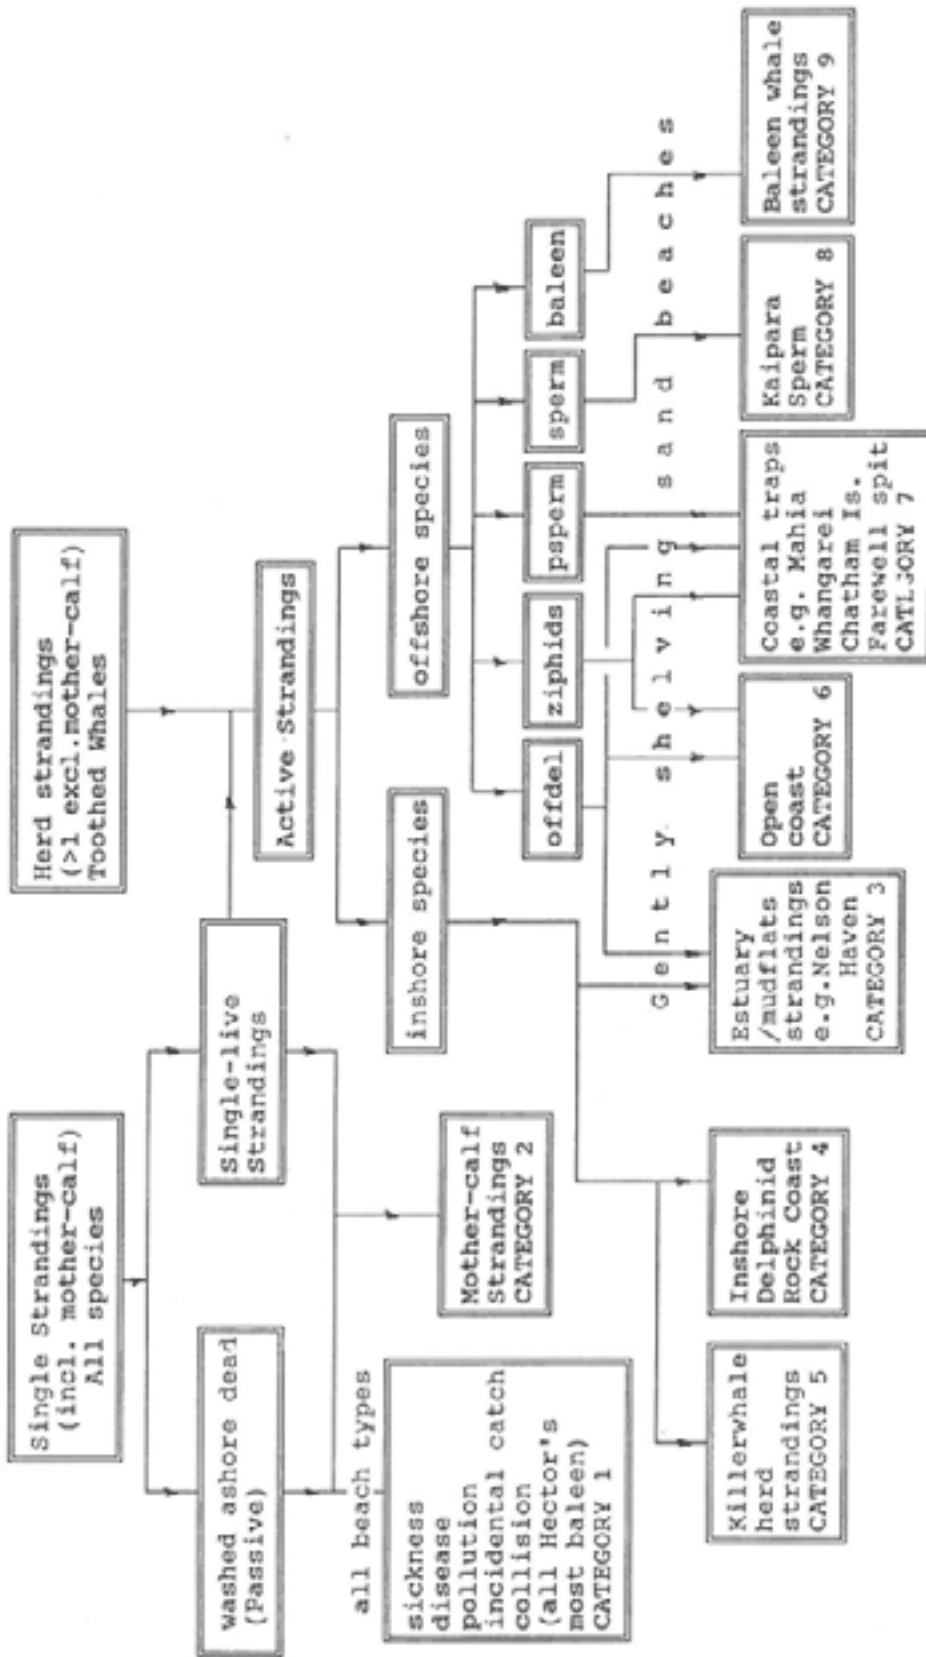 Single Strandings
(incl. mother-calf)
All species
Herd strandings
(>1 excl.mother-calf)
Toothed Whales
washed ashore dead
(Passive)
Single-live
Strandings
Active Strandings
all beach types
inshore species
offshore species
sickness
disease
pollution
incidental catch
collision
(all Hector's
most baleen)
CATEGORY 1
Mother-calf
Strandings
CATEGORY 2
offdel
ziphids
psperm
sperm
baleen
Gently shelving sand beaches
Killerwhale
herd
strandings
CATEGORY 5
Inshore
Delphinid
Rock Coast
CATEGORY 4
Estuary
/mudflats
strandings
e.g.Nelson
Haven
CATEGORY 3
Open
coast
CATEGORY 6
Coastal traps
e.g. Mahia
Whangarei
Chatham Is.
Farewell spit
CATEGORY 7
Kaipara
Sperm
CATEGORY 8
Baleen whale
strandings
CATEGORY 9